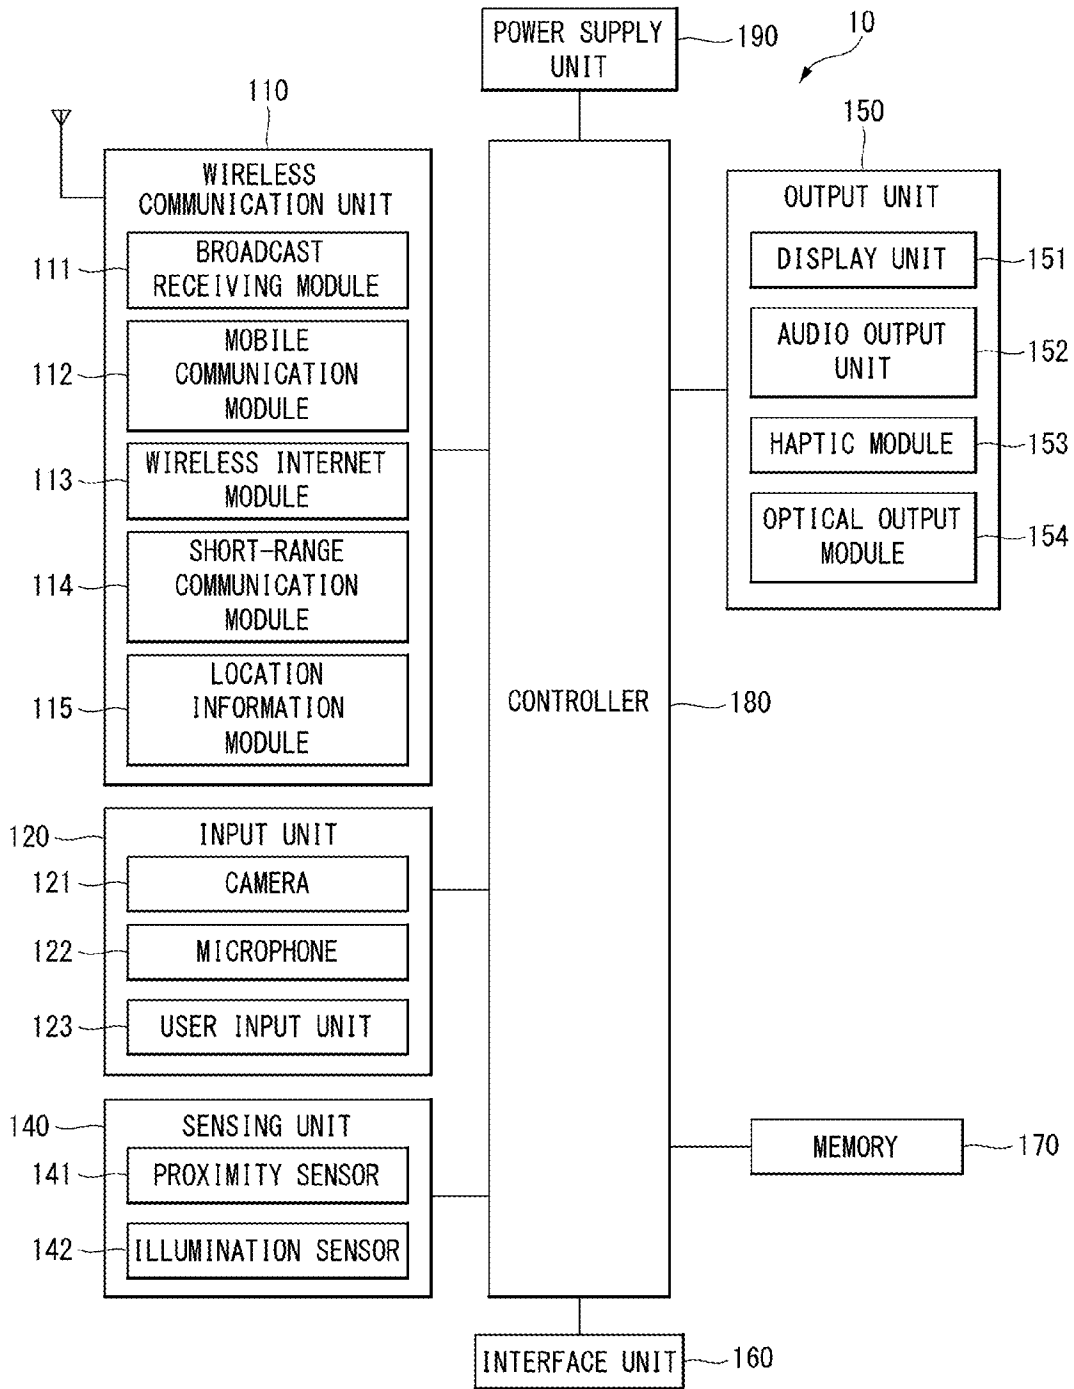 POWER SUPPLY
UNIT
190
10
110
WIRELESS
COMMUNICATION UNIT
111
BROADCAST
RECEIVING MODULE
112
MOBILE
COMMUNICATION
MODULE
113
WIRELESS INTERNET
MODULE
114
SHORT-RANGE
COMMUNICATION
MODULE
115
LOCATION
INFORMATION
MODULE
120
INPUT UNIT
121
CAMERA
122
MICROPHONE
123
USER INPUT UNIT
140
SENSING UNIT
141
PROXIMITY SENSOR
142
ILLUMINATION SENSOR
CONTROLLER
180
150
OUTPUT UNIT
DISPLAY UNIT
151
AUDIO OUTPUT
UNIT
152
HAPTIC MODULE
153
OPTICAL OUTPUT
MODULE
154
MEMORY
170
INTERFACE UNIT
160